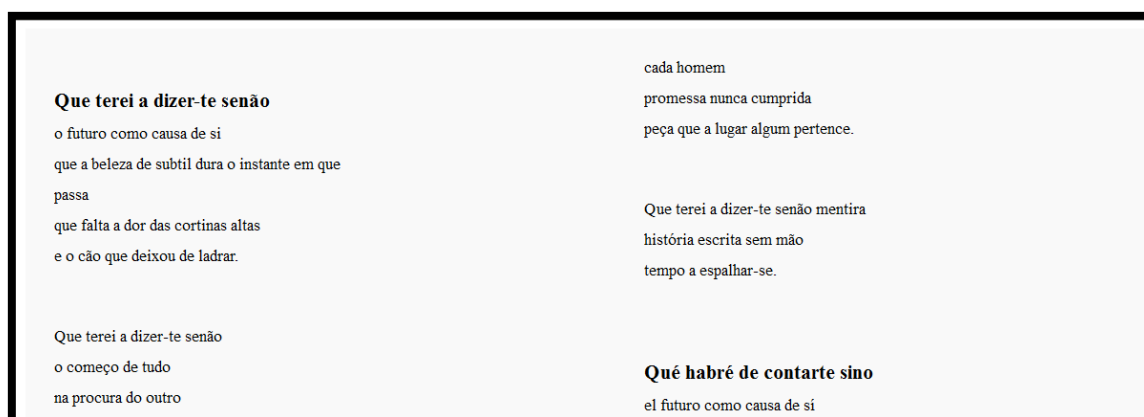 Que terei a dizer-te senão
o futuro como causa de si
que a beleza de subtil dura o instante em que
passa
que falta a dor das cortinas altas
e o cão que deixou de ladrar.
Que terei a dizer-te senão
o começo de tudo
na procura do outro
cada homem
promessa nunca cumprida
peça que a lugar algum pertence.
Que terei a dizer-te senão mentira
história escrita sem mão
tempo a espalhar-se.
Qué habré de contarte sino
el futuro como causa de sí